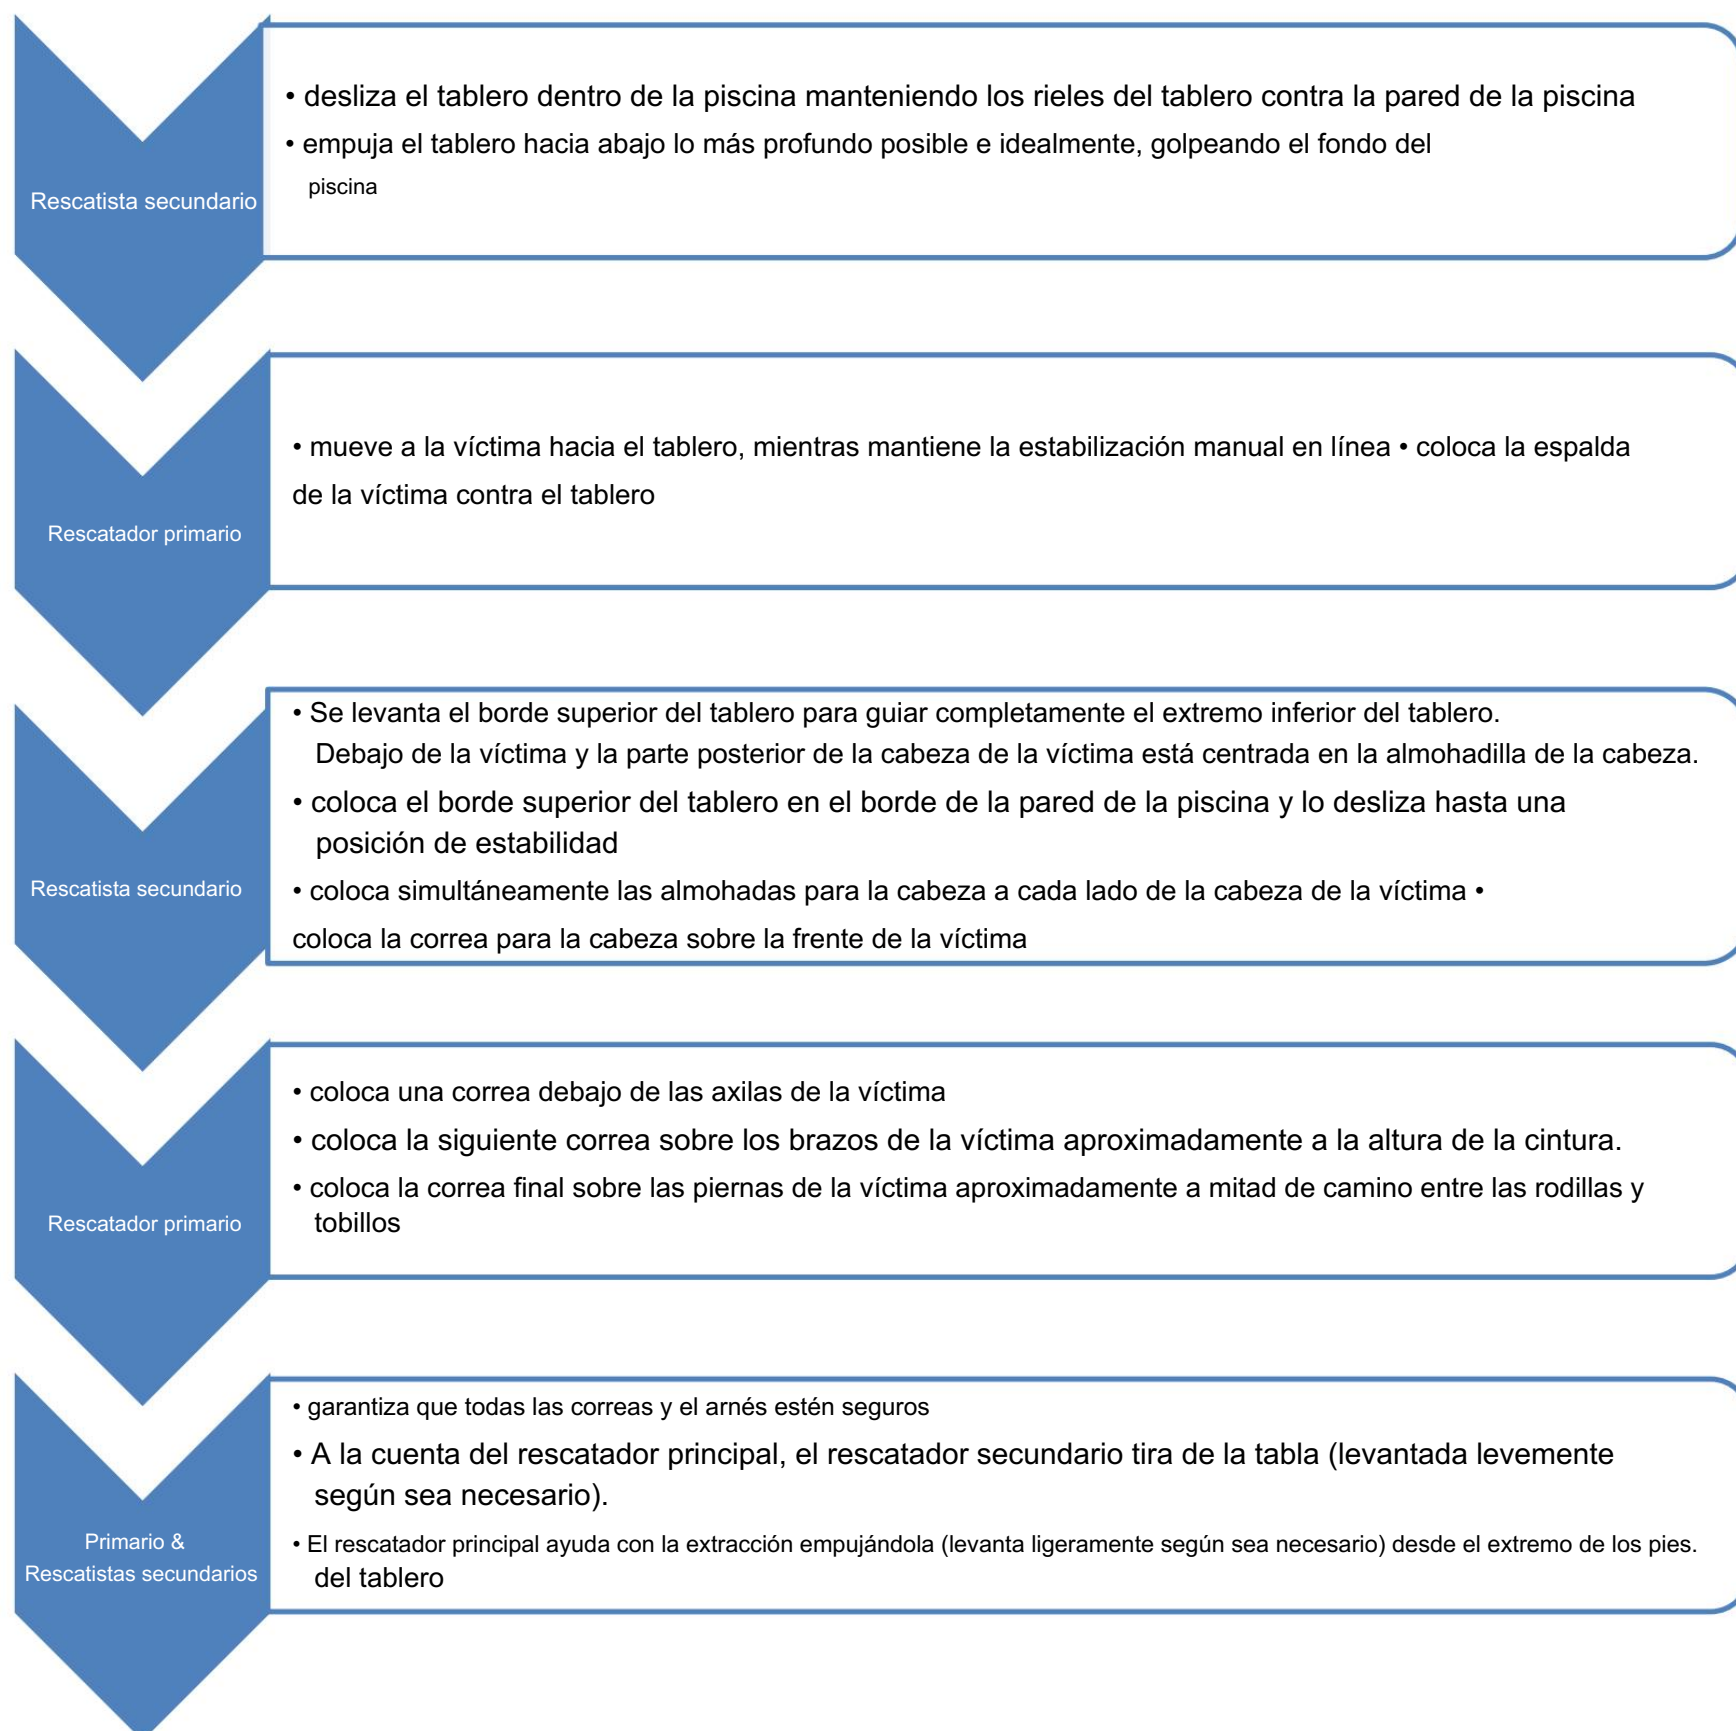 • desliza el tablero dentro de la piscina manteniendo los rieles del tablero contra la pared de la piscina
• empuja el tablero hacia abajo lo más profundo posible e idealmente, golpeando el fondo del
piscina
Rescatista secundario
• mueve a la víctima hacia el tablero, mientras mantiene la estabilización manual en línea • coloca la espalda
de la víctima contra el tablero
Rescatador primario
• Se levanta el borde superior del tablero para guiar completamente el extremo inferior del tablero.
Debajo de la víctima y la parte posterior de la cabeza de la víctima está centrada en la almohadilla de la cabeza.
• coloca el borde superior del tablero en el borde de la pared de la piscina y lo desliza hasta una
posición de estabilidad
Rescatista secundario
• coloca simultáneamente las almohadas para la cabeza a cada lado de la cabeza de la víctima •
coloca la correa para la cabeza sobre la frente de la víctima
• coloca una correa debajo de las axilas de la víctima
• coloca la siguiente correa sobre los brazos de la víctima aproximadamente a la altura de la cintura.
• coloca la correa final sobre las piernas de la víctima aproximadamente a mitad de camino entre las rodillas y
tobillos
Rescatador primario
• garantiza que todas las correas y el arnés estén seguros
• A la cuenta del rescatador principal, el rescatador secundario tira de la tabla (levantada levemente
según sea necesario).
Primario &
Rescatistas secundarios
• El rescatador principal ayuda con la extracción empujándola (levanta ligeramente según sea necesario) desde el extremo de los pies.
del tablero